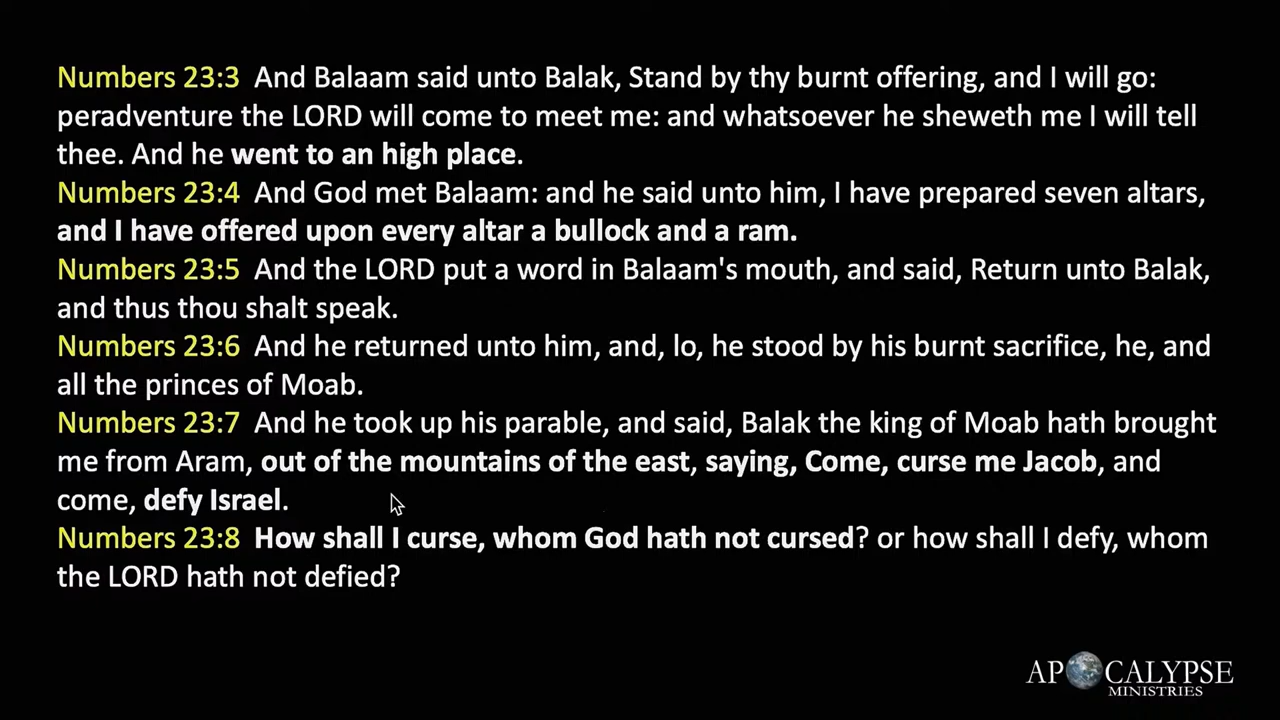 Numbers 23:3 And Balaam said unto Balak, Stand by thy burnt offering, and I will go:
peradventure the LORD will come to meet me: and whatsoever he sheweth me I will tell
thee. And he went to an high place.
Numbers 23:4 And God met Balaam: and he said unto him, I have prepared seven altars,
and I have offered upon every altar a bullock and a ram.
Numbers 23:5 And the LORD put a word in Balaam's mouth, and said, Return unto Balak,
and thus thou shalt speak.
Numbers 23:6 And he returned unto him, and, lo, he stood by his burnt sacrifice, he, and
all the princes of Moab.
Numbers 23:7 And he took up his parable, and said, Balak the king of Moab hath brought
me from Aram, out of the mountains of the east, saying, Come, curse me Jacob, and
come, defy Israel.
Numbers 23:8 How shall I curse, whom God hath not cursed? or how shall I defy, whom
the LORD hath not defied?
APOCALYPSE
MINISTRIES